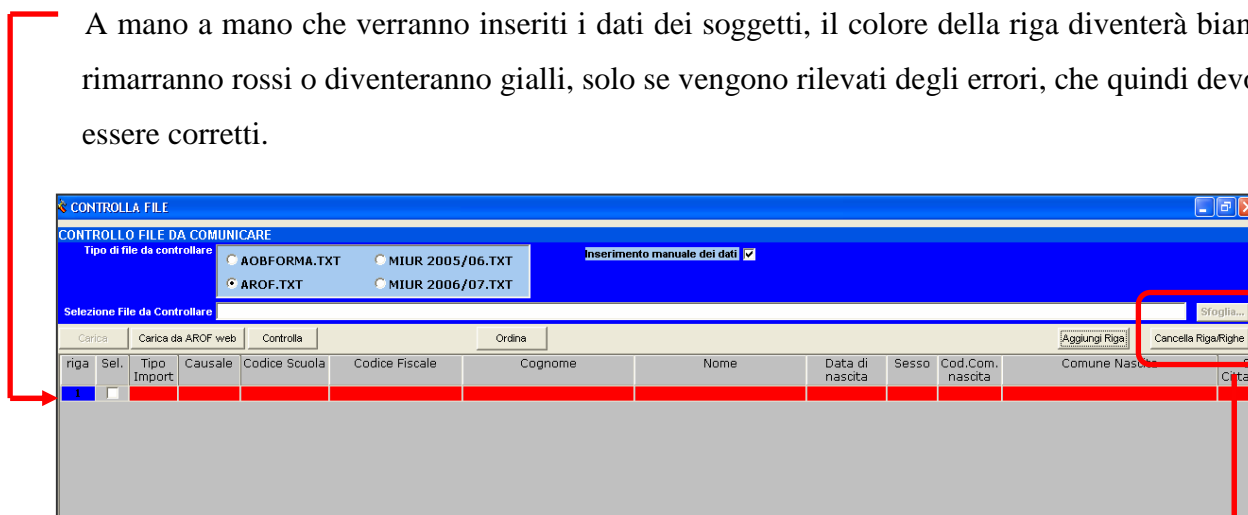 A mano a mano che verranno inseriti i dati dei soggetti, il colore della riga diventerà bian
rimarranno rossi o diventeranno gialli, solo se vengono rilevati degli errori, che quindi devo
essere corretti.
CONTROLLA FILE
CONTROLLO FILE DA COMUNICARE
Tipo di file da controllare
AOBFORMA.TXT MIUR 2005/06.TXT
AROF.TXT MIUR 2006/07.TXT
Inserimento manuale dei dati
Selezione File da Controllare Sfoglia...
Carica Carica da AROF web Controlla Ordina Aggiungi Riga Cancella Riga/Righe
riga Sel. Tipo Import Causale Codice Scuola Codice Fiscale Cognome Nome Data di nascita Sesso Cod.Com. nascita Comune Nascita
1